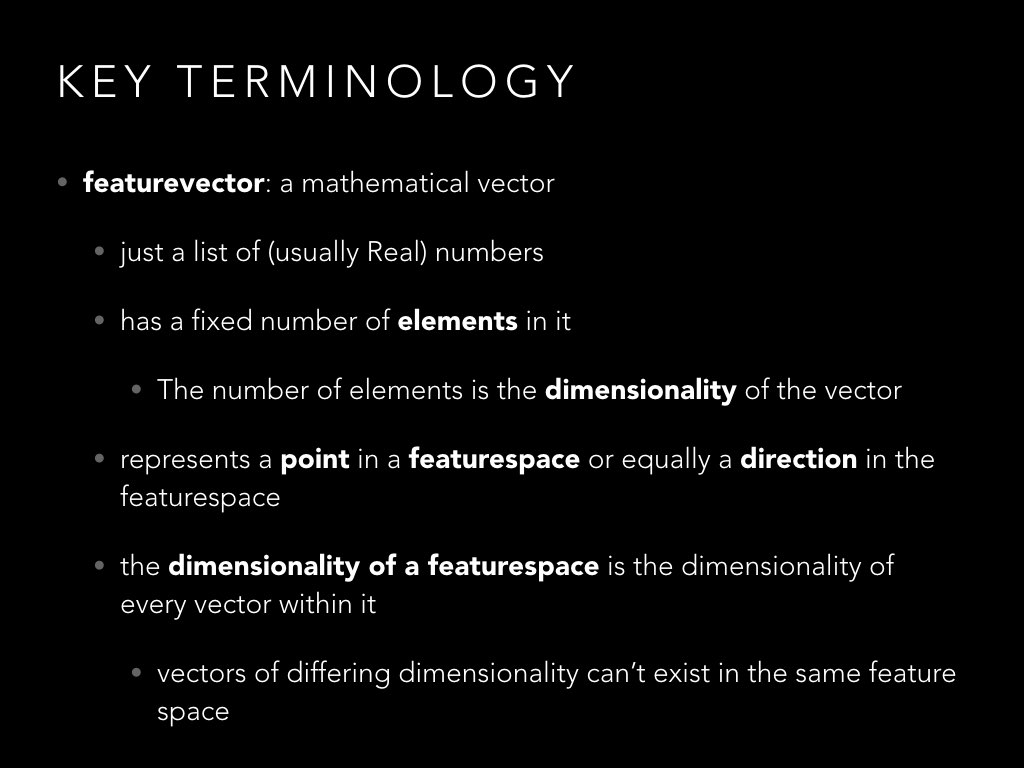 KEY TERMINOLOGY
• featurevector: a mathematical vector
• just a list of (usually Real) numbers
• has a fixed number of elements in it
• The number of elements is the dimensionality of the vector
• represents a point in a featurespace or equally a direction in the
featurespace
• the dimensionality of a featurespace is the dimensionality of
every vector within it
• vectors of differing dimensionality can’t exist in the same feature
space